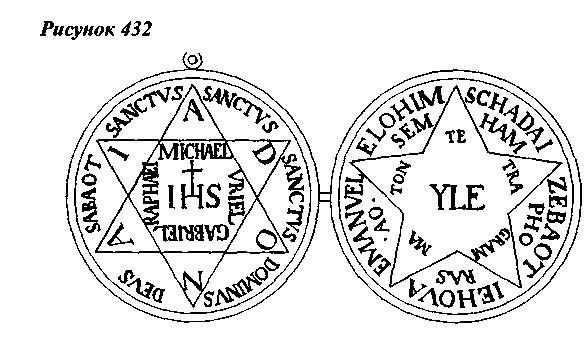 Рисунок 432
SANCTVS SANCTVS SANCTVS DOMINVS DEVS SABAOT
A D O N A I
MICHAEL VRIEL GABRIEL RAPHAEL
IHS
ELOHIM SCHADAI ZEBAOT IEHOVA EMANVEL
SEM HAM PHO RAS .AO.
TE TRA GRAM MA TON
YLE